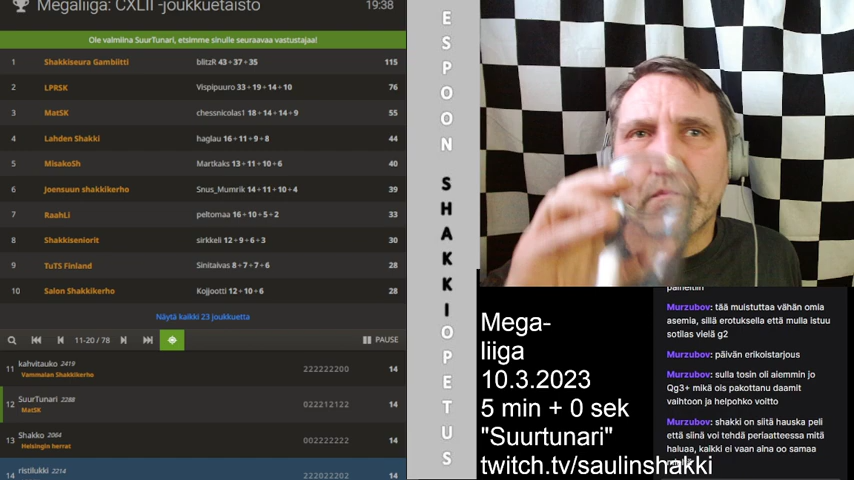 Megaliiga: CXLII -joukkuetaisto 19:38
Ole valmiina SuurTunari, etsimme sinulle seuraavaa vastustajaa!
1 Shakkiseura Gambiitti blitzR 43 + 37 + 35 115
2 LPRSK Vispipuuro 33 + 19 + 14 + 10 76
3 MatSK chessnicolas1 18 + 14 + 14 + 9 55
4 Lahden Shakki haglau 16 + 11 + 9 + 8 44
5 MisakoSh Martkaks 13 + 11 + 10 + 6 40
6 Joensuun shakkikerho Snus_Mumrik 14 + 11 + 10 + 4 39
7 RaahLi peltomaa 16 + 10 + 5 + 2 33
8 Shakkiseniorit sirkkeli 12 + 9 + 6 + 3 30
9 TuTS Finland Sinitaivas 8 + 7 + 7 + 6 28
10 Salon Shakkikerho Kojjootti 12 + 10 + 6 28
Näytä kaikki 23 joukkuetta
11-20 / 78 PAUSE
11 kahvitauko 2419 222222200 14
Vammalan Shakkikerho
12 SuurTunari 2288 022212122 14
MatSK
13 Shakko 2064 002222222 14
Helsingin herrat
14 ristilukki 2214 222022202 14
ESPOON SHAKKIOPETUS
Mega-
liiga
10.3.2023
5 min + 0 sek
"Suurtunari"
twitch.tv/saulinshakki
Murzubov: tää muistuttaa vähän omia
asemia, sillä erotuksella että mulla istuu
sotilas vielä g2
Murzubov: päivän erikoistarjous
Murzubov: sulla tosin oli aiemmin jo
Qg3+ mikä ois pakottanu daamit
vaihtoon ja helpohko voitto
Murzubov: shakki on siitä hauska peli
että siinä voi tehdä perlaatteesa mitä
haluaa, kaikki ei vaan aina oo samaa